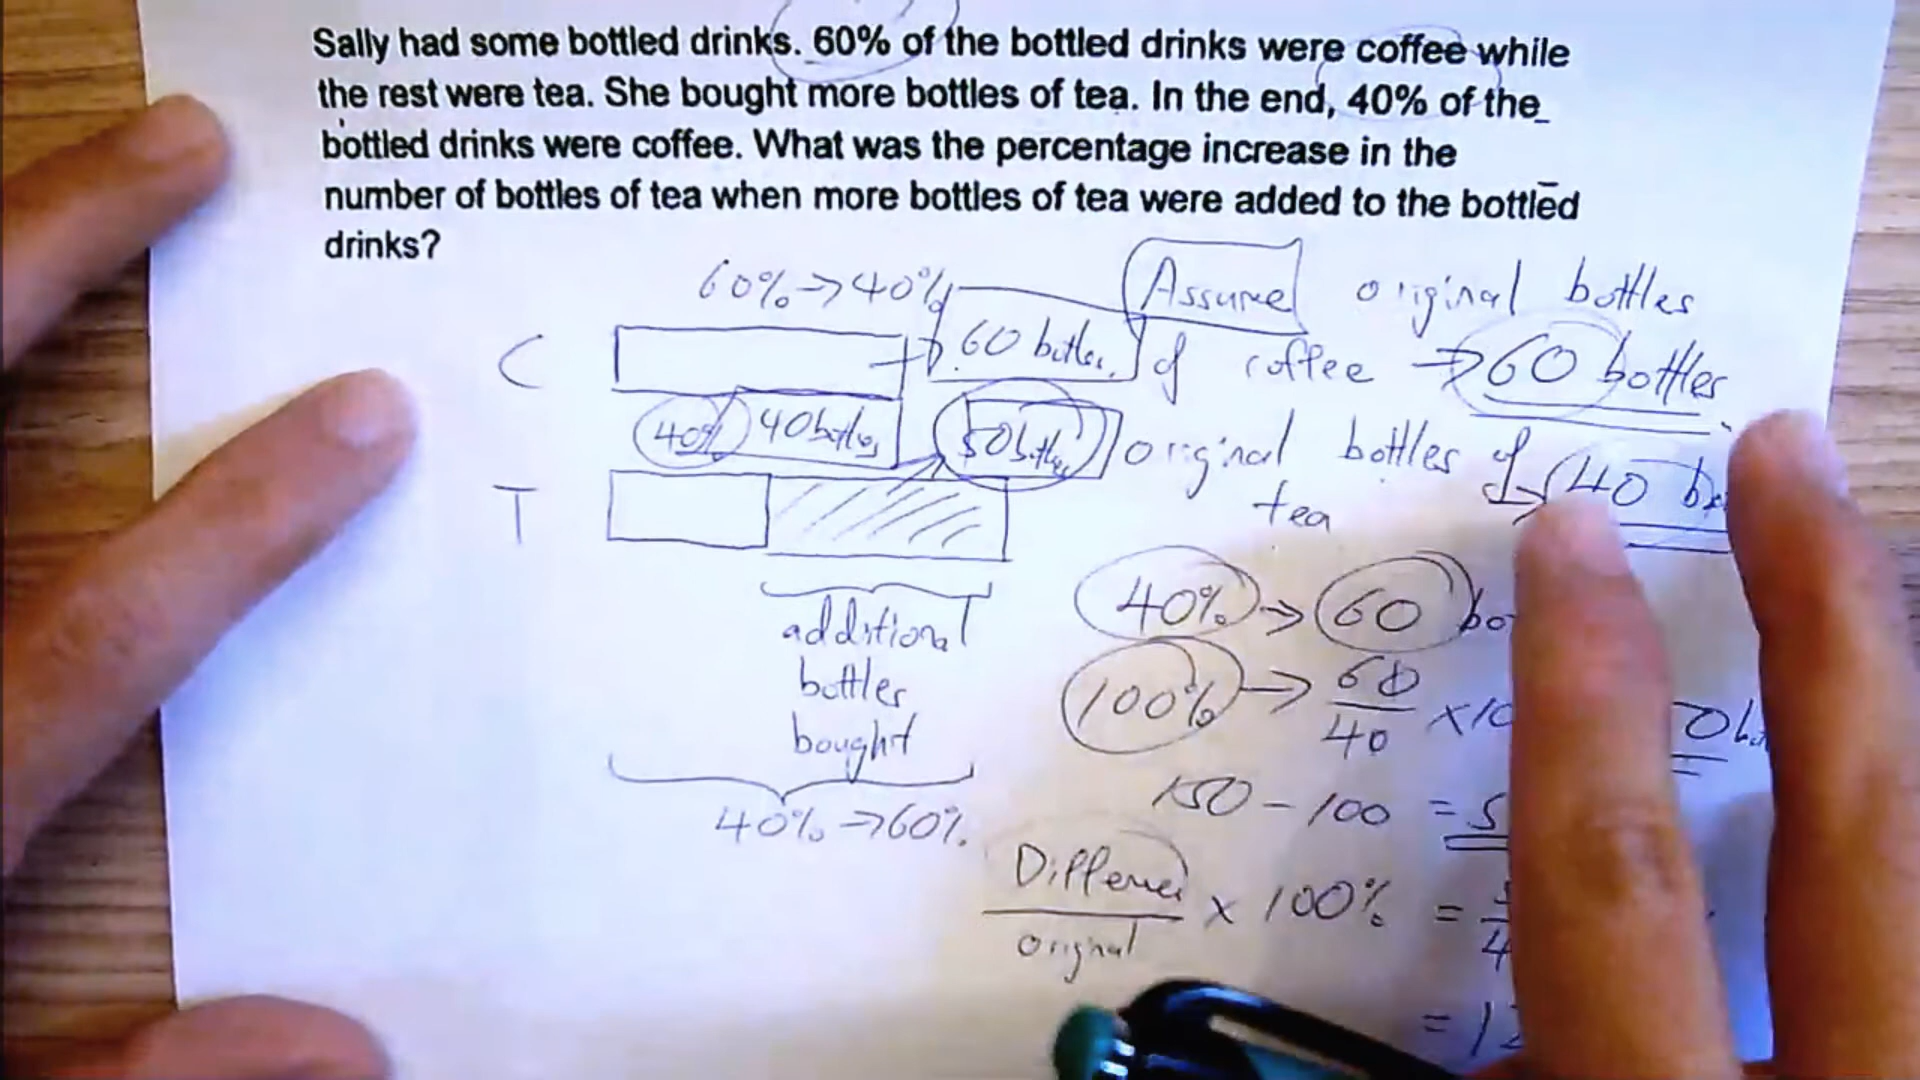 Sally had some bottled drinks. 60% of the bottled drinks were coffee while
the rest were tea. She bought more bottles of tea. In the end, 40% of the
bottled drinks were coffee. What was the percentage increase in the
number of bottles of tea when more bottles of tea were added to the bottled
drinks?
60% → 40%
Assume original bottles
C
60 bottles
of coffee → 60 bottles
40% 40 bottles
50 bottles
original bottles of
tea → 40
T
additional
bottles
bought
40% → 60%
40% → 60
100% → 60/40
150 - 100 =
Difference/original × 100% =
=